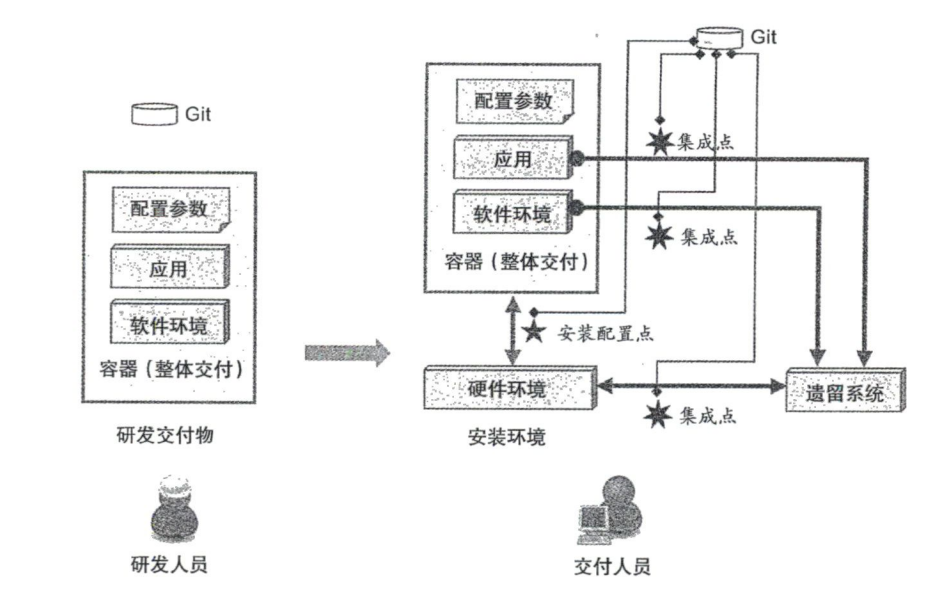 Git
配置参数
应用
软件环境
容器（整体交付）
研发交付物
研发人员
Git
配置参数
应用
软件环境
容器（整体交付）
集成点
集成点
安装配置点
硬件环境
集成点
遗留系统
安装环境
交付人员